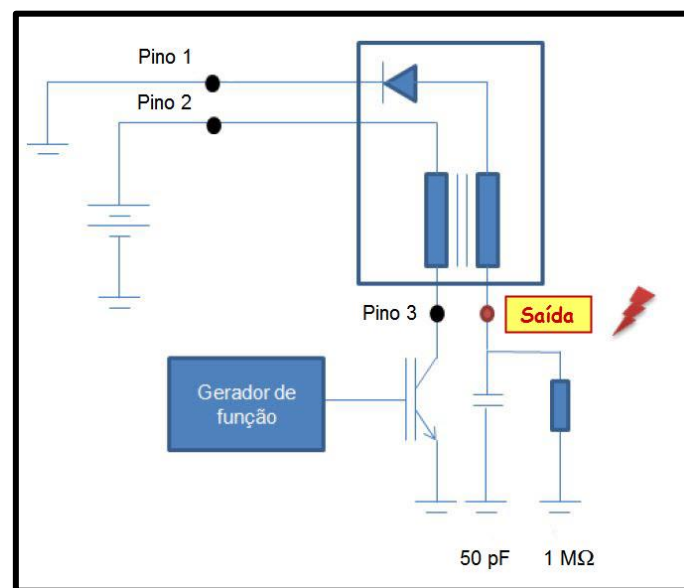 Pino 1
Pino 2
Pino 3
Saída
Gerador de
função
50 pF
1 MΩ